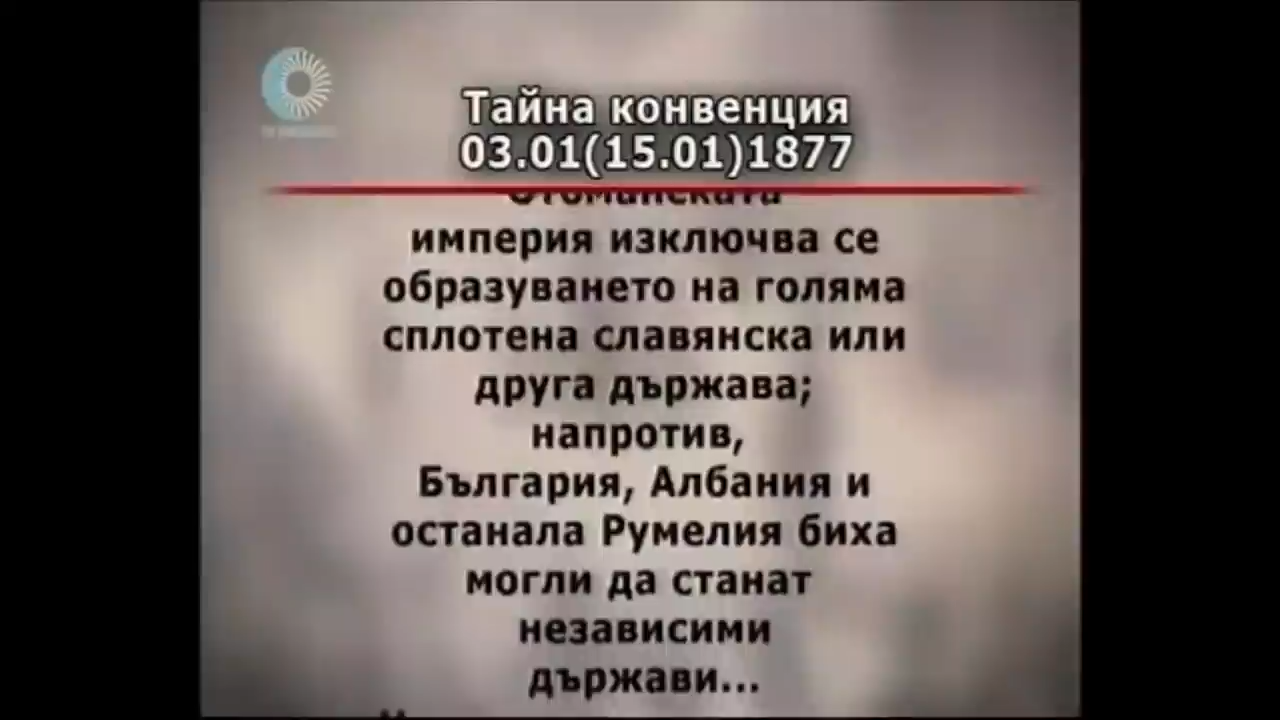 Тайна конвенция
03.01(15.01)1877
Отоманската
империя изключва се
образуването на голяма
сплотена славянска или
друга държава;
напротив,
България, Албания и
останала Румелия биха
могли да станат
независими
държави...